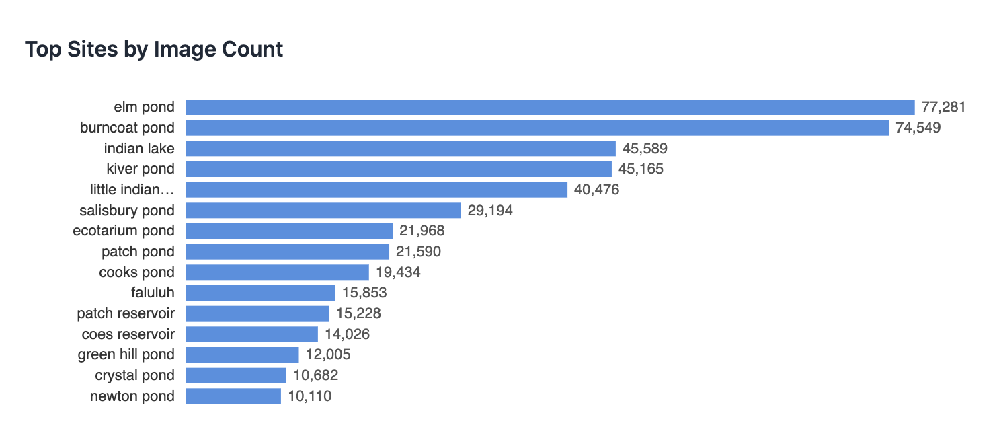 Top Sites by Image Count
elm pond 77,281
burncoat pond 74,549
indian lake 45,589
kiver pond 45,165
little indian… 40,476
salisbury pond 29,194
ecotarium pond 21,968
patch pond 21,590
cooks pond 19,434
faluluh 15,853
patch reservoir 15,228
coes reservoir 14,026
green hill pond 12,005
crystal pond 10,682
newton pond 10,110